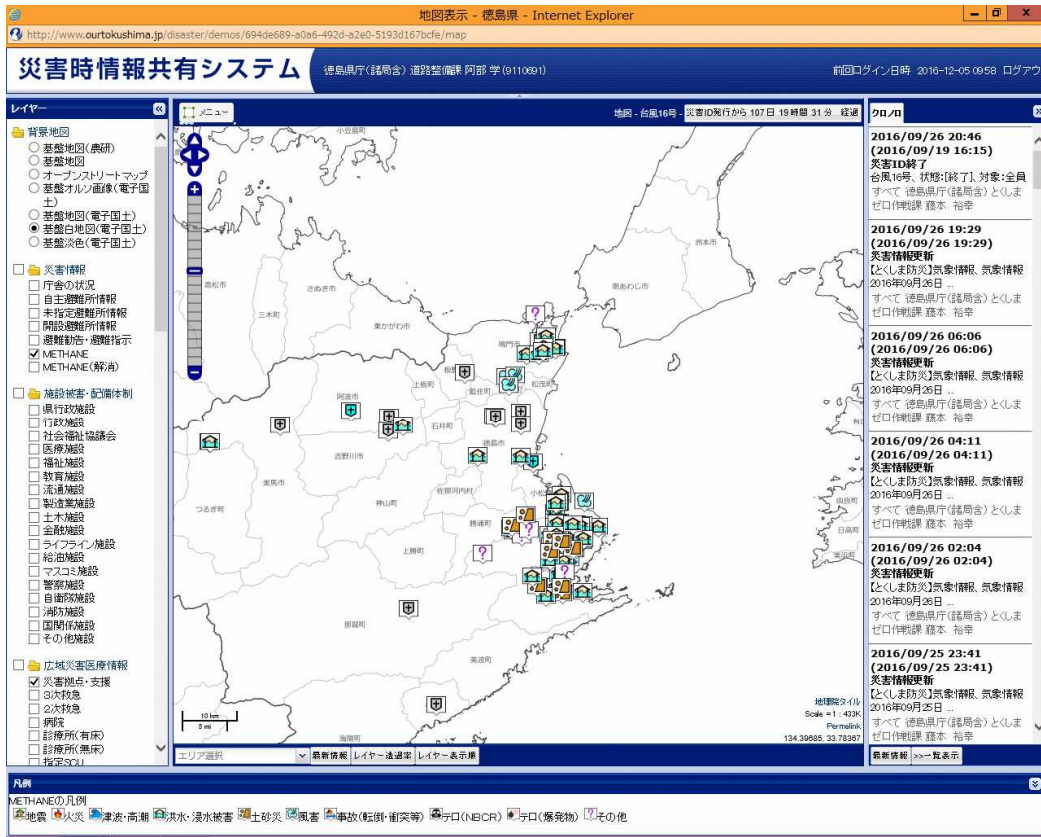 地図表示 - 徳島県 - Internet Explorer
http://www.ourtokushima.jp/disaster/demos/694de689-a0a6-492d-a2e0-5193d167bcfe/map
災害時情報共有システム
徳島県庁(諸局含) 道路整備課 阿部 学(9110691)
前回ログイン日時 2016-12-05 09:58 ログアウ
レイヤー
背景地図
基盤地図(農研)
基盤地図
オープンストリートマップ
基盤オルソ画像(電子国
土)
基盤地図(電子国土)
基盤白地図(電子国土)
基盤淡色(電子国土)
災害情報
庁舎の状況
自主避難所情報
未指定避難所情報
開設避難所情報
避難勧告・避難指示
METHANE
METHANE(解消)
施設被害・配備体制
県行政施設
行政施設
社会福祉協議会
医療施設
福祉施設
教育施設
流通施設
製造業施設
土木施設
金融施設
ライフライン施設
給油施設
マスコミ施設
警察施設
自衛隊施設
消防施設
国関係施設
その他施設
広域災害医療情報
災害拠点・支援
3次救急
2次救急
病院
診療所(有床)
診療所(無床)
指定SCU
メニュー
地図 - 台風16号 - 災害ID発行から 107日 19時間 31分 経過
小豆島町
高松市
さぬき市
三木町
東かがわ市
洲本市
南あわじ市
鳴門市
板野
上板町
藍住町
松茂町
阿波市
石井町
徳島市
吉野川市
美馬市
佐那河内村
神山町
つるぎ町
小松
勝浦町
上勝町
那賀町
美波町
海陽町
有
由良町
日高町
美浜町
10 km
5 mi
地理院タイル
Scale = 1 : 433K
Permalink
134.39685, 33.78367
エリア選択
最新情報 レイヤー透過率 レイヤー表示順
クロノロ
2016/09/26 20:46
(2016/09/19 16:15)
災害ID終了
台風16号、状態:[終了]、対象:全員
すべて 徳島県庁(諸局含) とくしま
ゼロ作戦課 藤本 裕幸
2016/09/26 19:29
(2016/09/26 19:29)
災害情報更新
【とくしま防災】気象情報、気象情報
2016年09月26日 ...
すべて 徳島県庁(諸局含) とくしま
ゼロ作戦課 藤本 裕幸
2016/09/26 06:06
(2016/09/26 06:06)
災害情報更新
【とくしま防災】気象情報、気象情報
2016年09月26日 ...
すべて 徳島県庁(諸局含) とくしま
ゼロ作戦課 藤本 裕幸
2016/09/26 04:11
(2016/09/26 04:11)
災害情報更新
【とくしま防災】気象情報、気象情報
2016年09月26日 ...
すべて 徳島県庁(諸局含) とくしま
ゼロ作戦課 藤本 裕幸
2016/09/26 02:04
(2016/09/26 02:04)
災害情報更新
【とくしま防災】気象情報、気象情報
2016年09月26日 ...
すべて 徳島県庁(諸局含) とくしま
ゼロ作戦課 藤本 裕幸
2016/09/25 23:41
(2016/09/25 23:41)
災害情報更新
【とくしま防災】気象情報、気象情報
2016年09月25日 ...
すべて 徳島県庁(諸局含) とくしま
ゼロ作戦課 藤本 裕幸
最新情報 >>一覧表示
凡例
METHANEの凡例
地震 火災 津波・高潮 洪水・浸水被害 土砂災 風害 事故(転倒・衝突等) テロ(NBCR) テロ(爆発物) その他